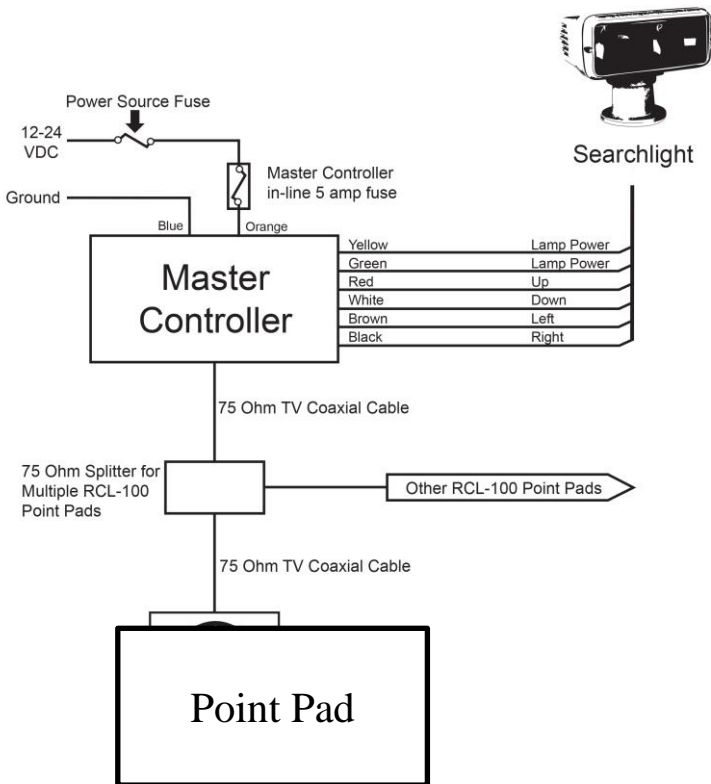 Power Source Fuse
12-24
VDC
Master Controller
in-line 5 amp fuse
Searchlight
Ground
Blue
Orange
Master
Controller
Yellow Lamp Power
Green Lamp Power
Red Up
White Down
Brown Left
Black Right
75 Ohm TV Coaxial Cable
75 Ohm Splitter for
Multiple RCL-100
Point Pads
Other RCL-100 Point Pads
75 Ohm TV Coaxial Cable
Point Pad